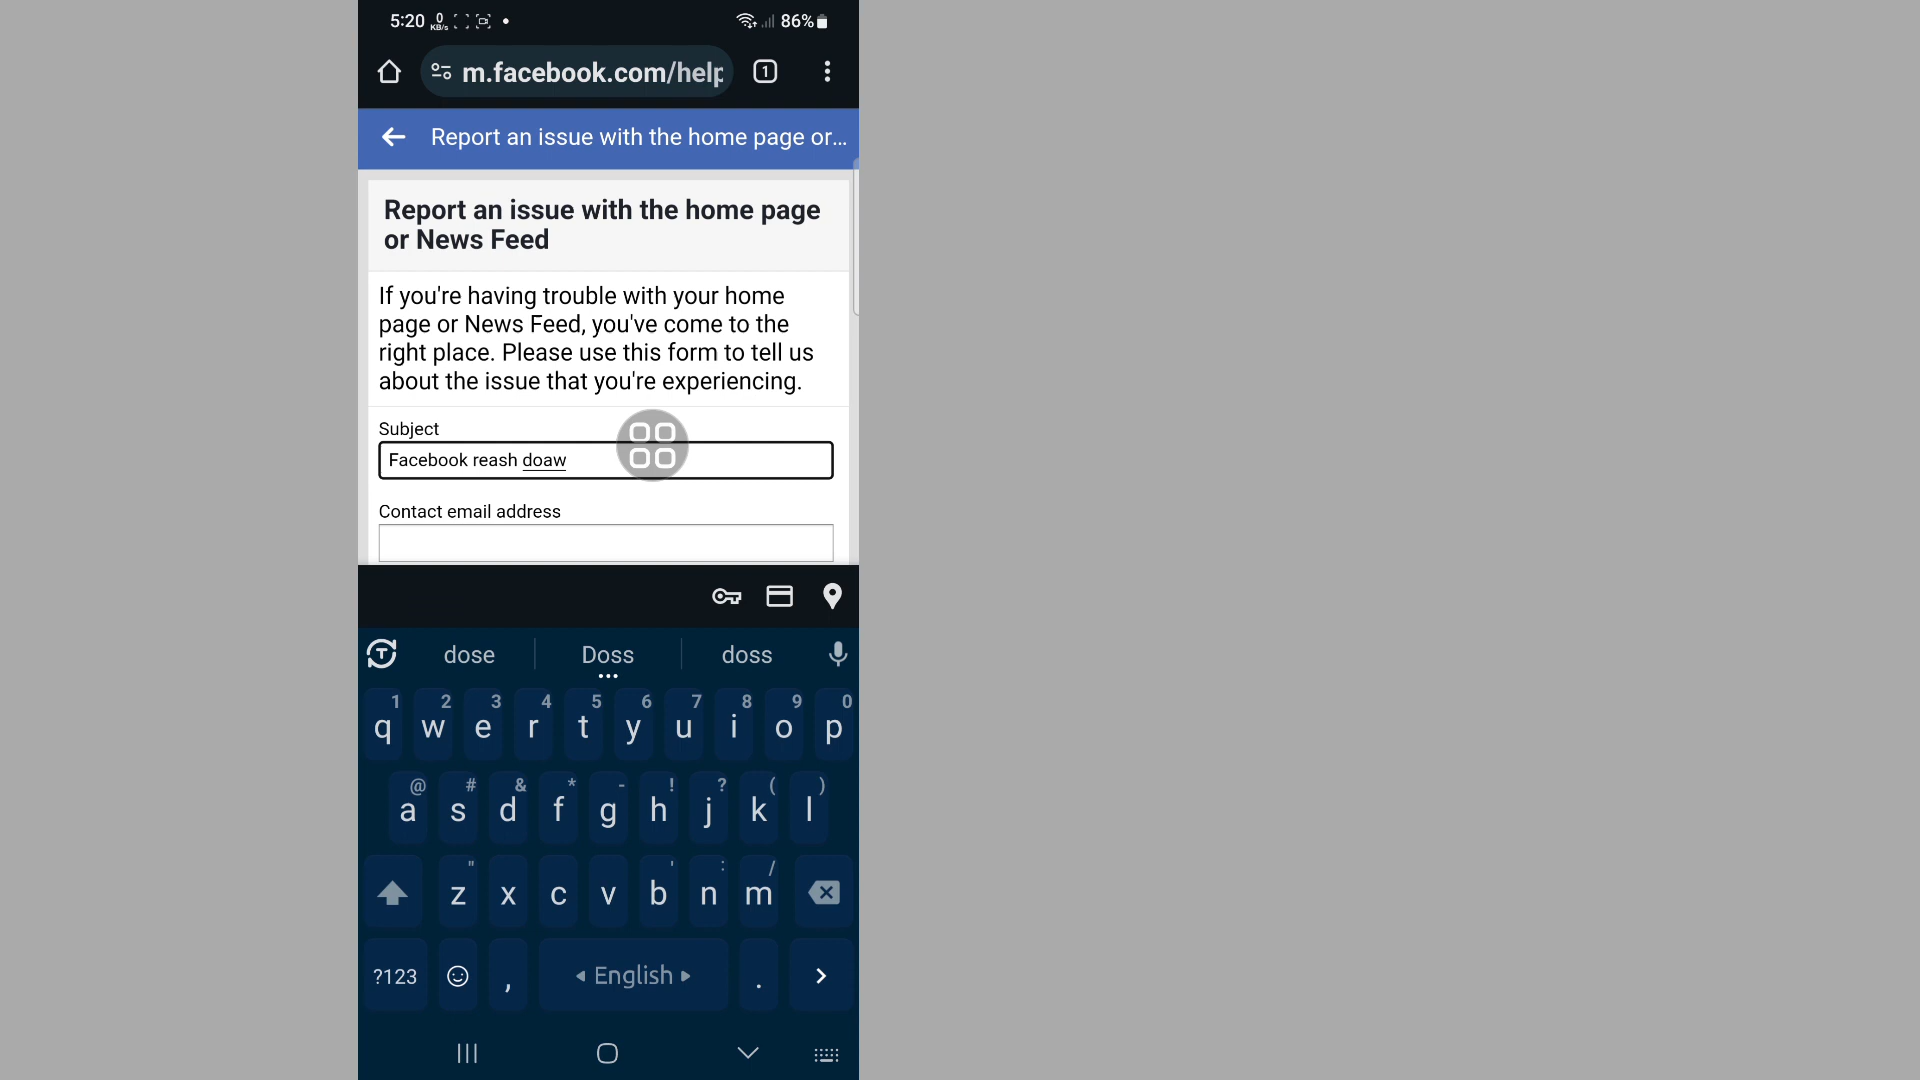 5:20 0 KB/s 86%
m.facebook.com/help
1
Report an issue with the home page or...
Report an issue with the home page
or News Feed
If you're having trouble with your home
page or News Feed, you've come to the
right place. Please use this form to tell us
about the issue that you're experiencing.
Subject
Facebook reash doaw
Contact email address
T dose Doss doss
1 2 3 4 5 6 7 8 9 0
q w e r t y u i o p
@ # & * - ! ? ( )
a s d f g h j k l
" ' : /
z x c v b n m
?123 , English .